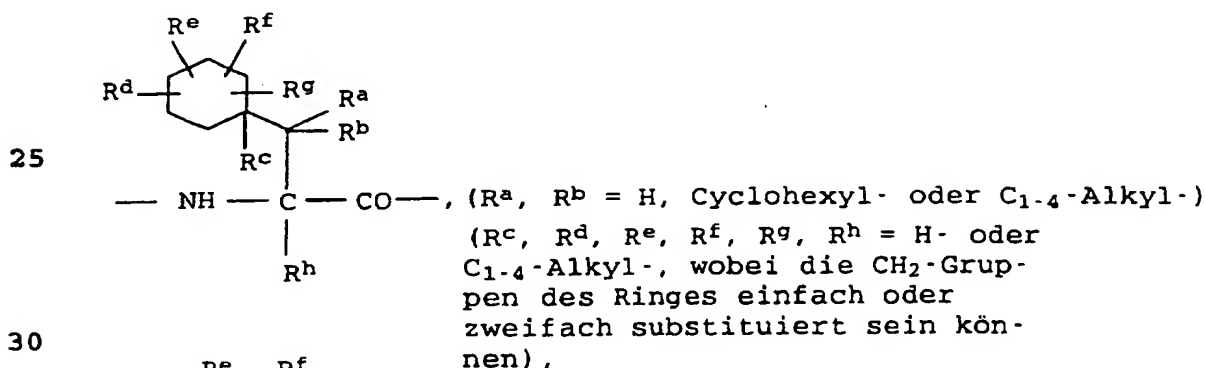 Rᵉ Rᶠ
Rᵈ Rᵍ Rᵃ
Rᵇ
25 Rᶜ
— NH — C — CO—, (Rᵃ, Rᵇ = H, Cyclohexyl- oder C₁₋₄-Alkyl-)
(Rᶜ, Rᵈ, Rᵉ, Rᶠ, Rᵍ, Rʰ = H- oder
Rʰ C₁₋₄-Alkyl-, wobei die CH₂-Grup-
pen des Ringes einfach oder
30 zweifach substituiert sein kön-
nen),